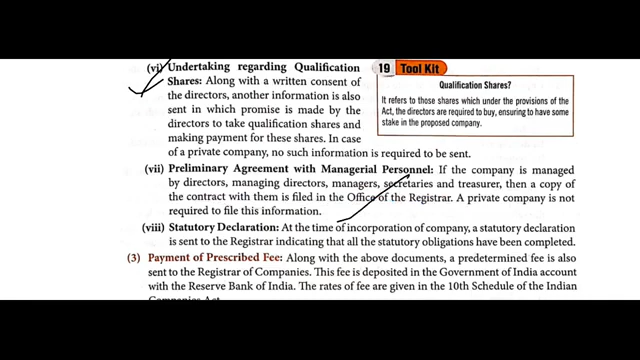 (vi) Undertaking regarding Qualification
Shares: Along with a written consent of
the directors, another information is also
sent in which promise is made by the
directors to take qualification shares and
making payment for these shares. In case
of a private company, no such information is required to be sent.
19 Tool Kit
Qualification Shares?
It refers to those shares which under the provisions of the
Act, the directors are required to buy, ensuring to have some
stake in the proposed company.
(vii) Preliminary Agreement with Managerial Personnel: If the company is managed
by directors, managing directors, managers, secretaries and treasurer, then a copy of
the contract with them is filed in the Office of the Registrar. A private company is not
required to file this information.
(viii) Statutory Declaration: At the time of incorporation of company, a statutory declaration
is sent to the Registrar indicating that all the statutory obligations have been completed.
(3) Payment of Prescribed Fee: Along with the above documents, a predetermined fee is also
sent to the Registrar of Companies. This fee is deposited in the Government of India account
with the Reserve Bank of India. The rates of fee are given in the 10th Schedule of the Indian
Companies Act.